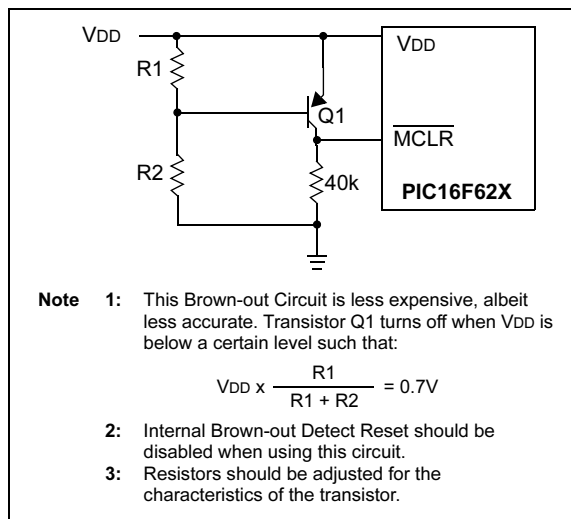 VDD
VDD
R1
Q1
MCLR
R2
40k
PIC16F62X
Note 1: This Brown-out Circuit is less expensive, albeit
less accurate. Transistor Q1 turns off when VDD is
below a certain level such that:
VDD x R1 / R1 + R2 = 0.7V
2: Internal Brown-out Detect Reset should be
disabled when using this circuit.
3: Resistors should be adjusted for the
characteristics of the transistor.